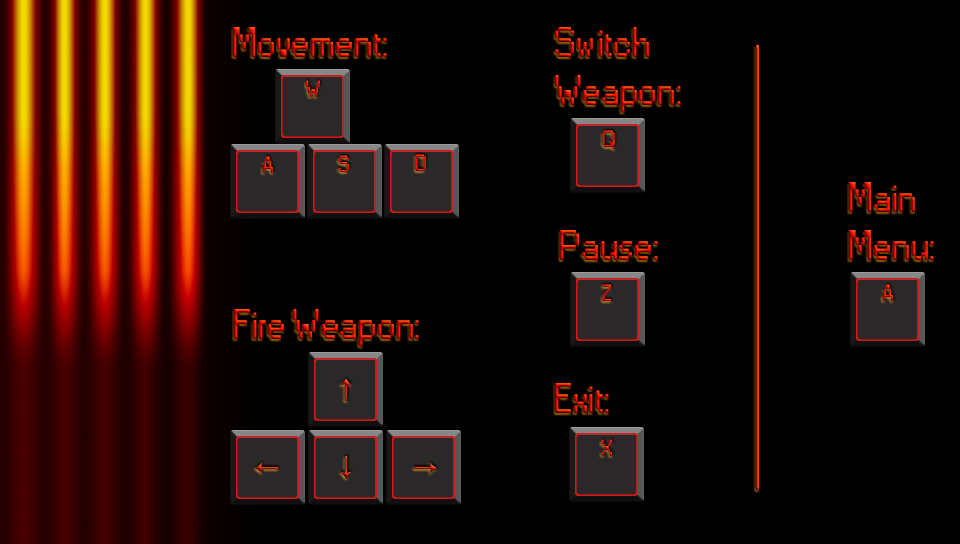 Movement:
W
A S D
Fire Weapon:
↑
← ↓ →
Switch
Weapon:
Q
Pause:
Z
Exit:
X
Main
Menu:
A